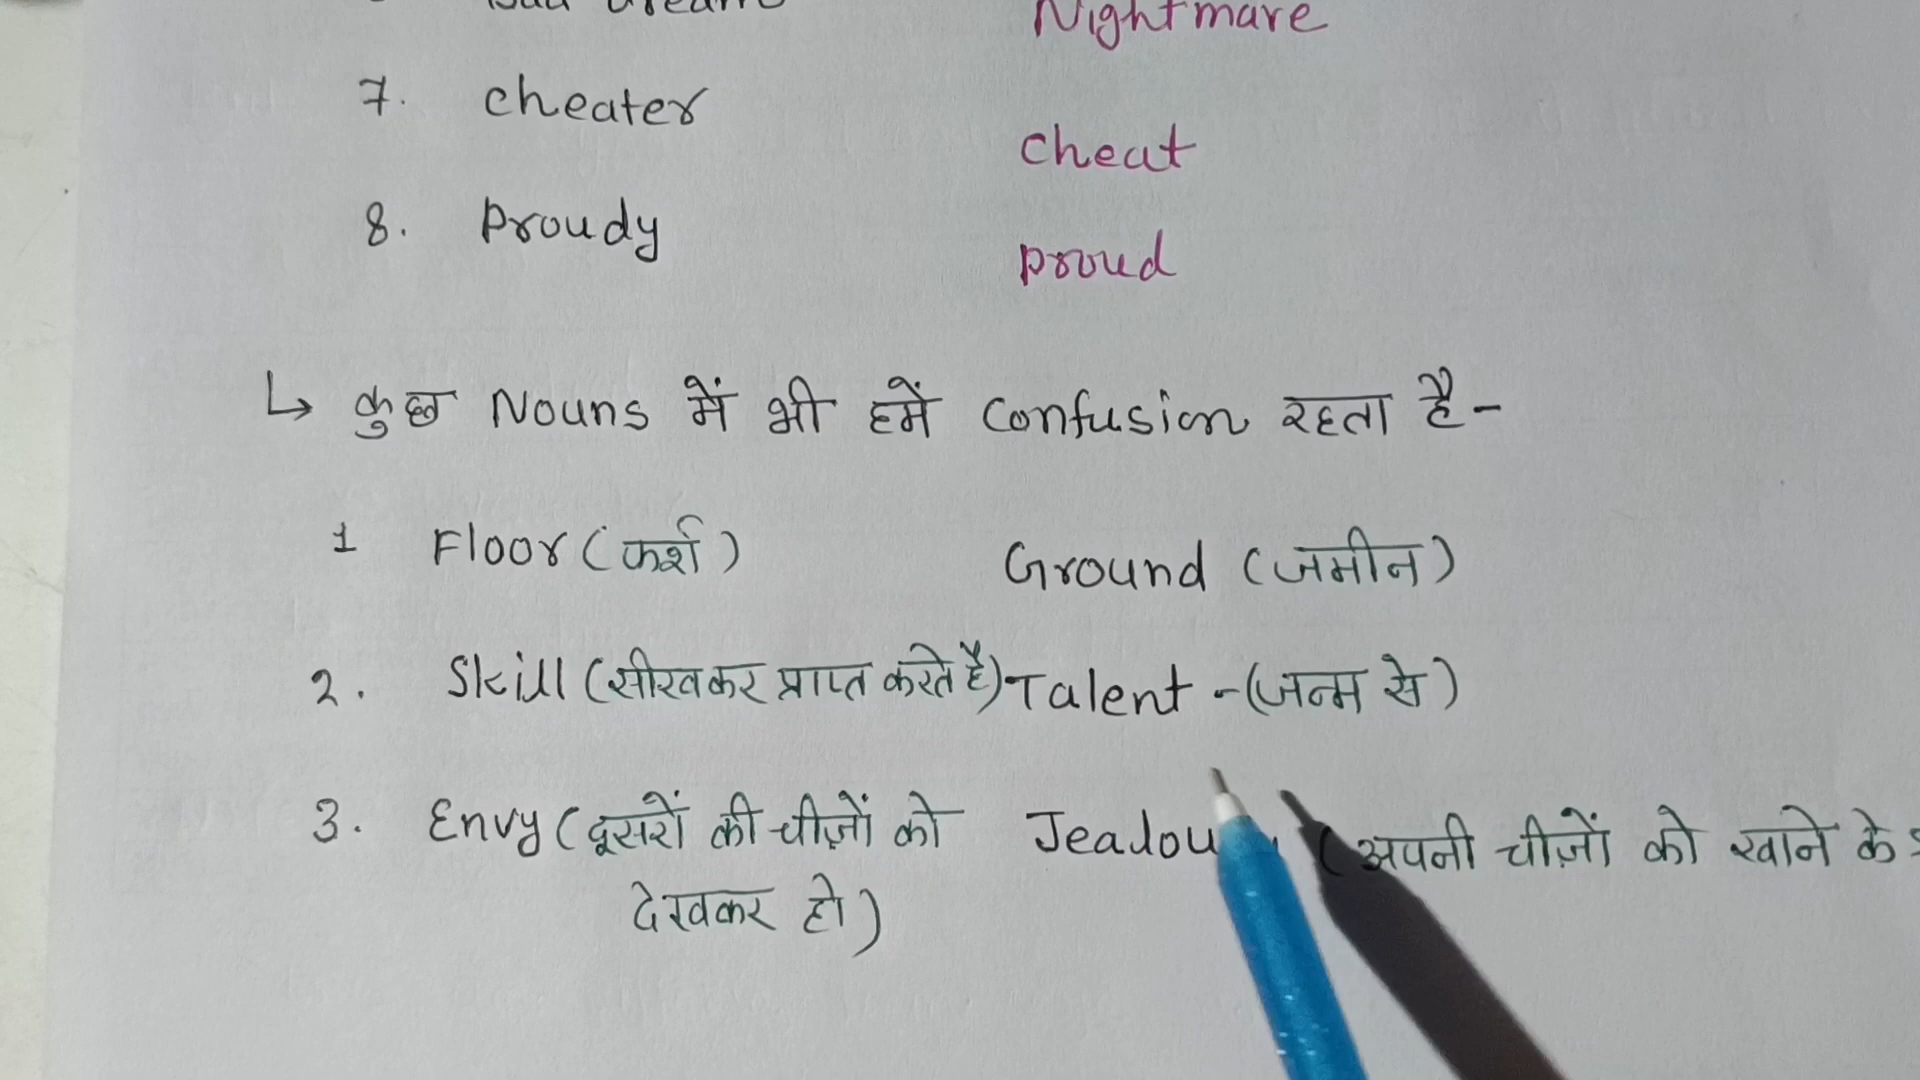 Nightmare
7. Cheater
Cheat
8. Proudy
Proud
↳ कुछ Nouns में भी हमें Confusion रहता है-
1 Floor (फर्श) Ground (जमीन)
2. Skill (सीखकर प्राप्त करते है) Talent -(जन्म से)
3. Envy (दूसरों की चीज़ों को (अपनी चीज़ों को खाने के
देखकर हो)